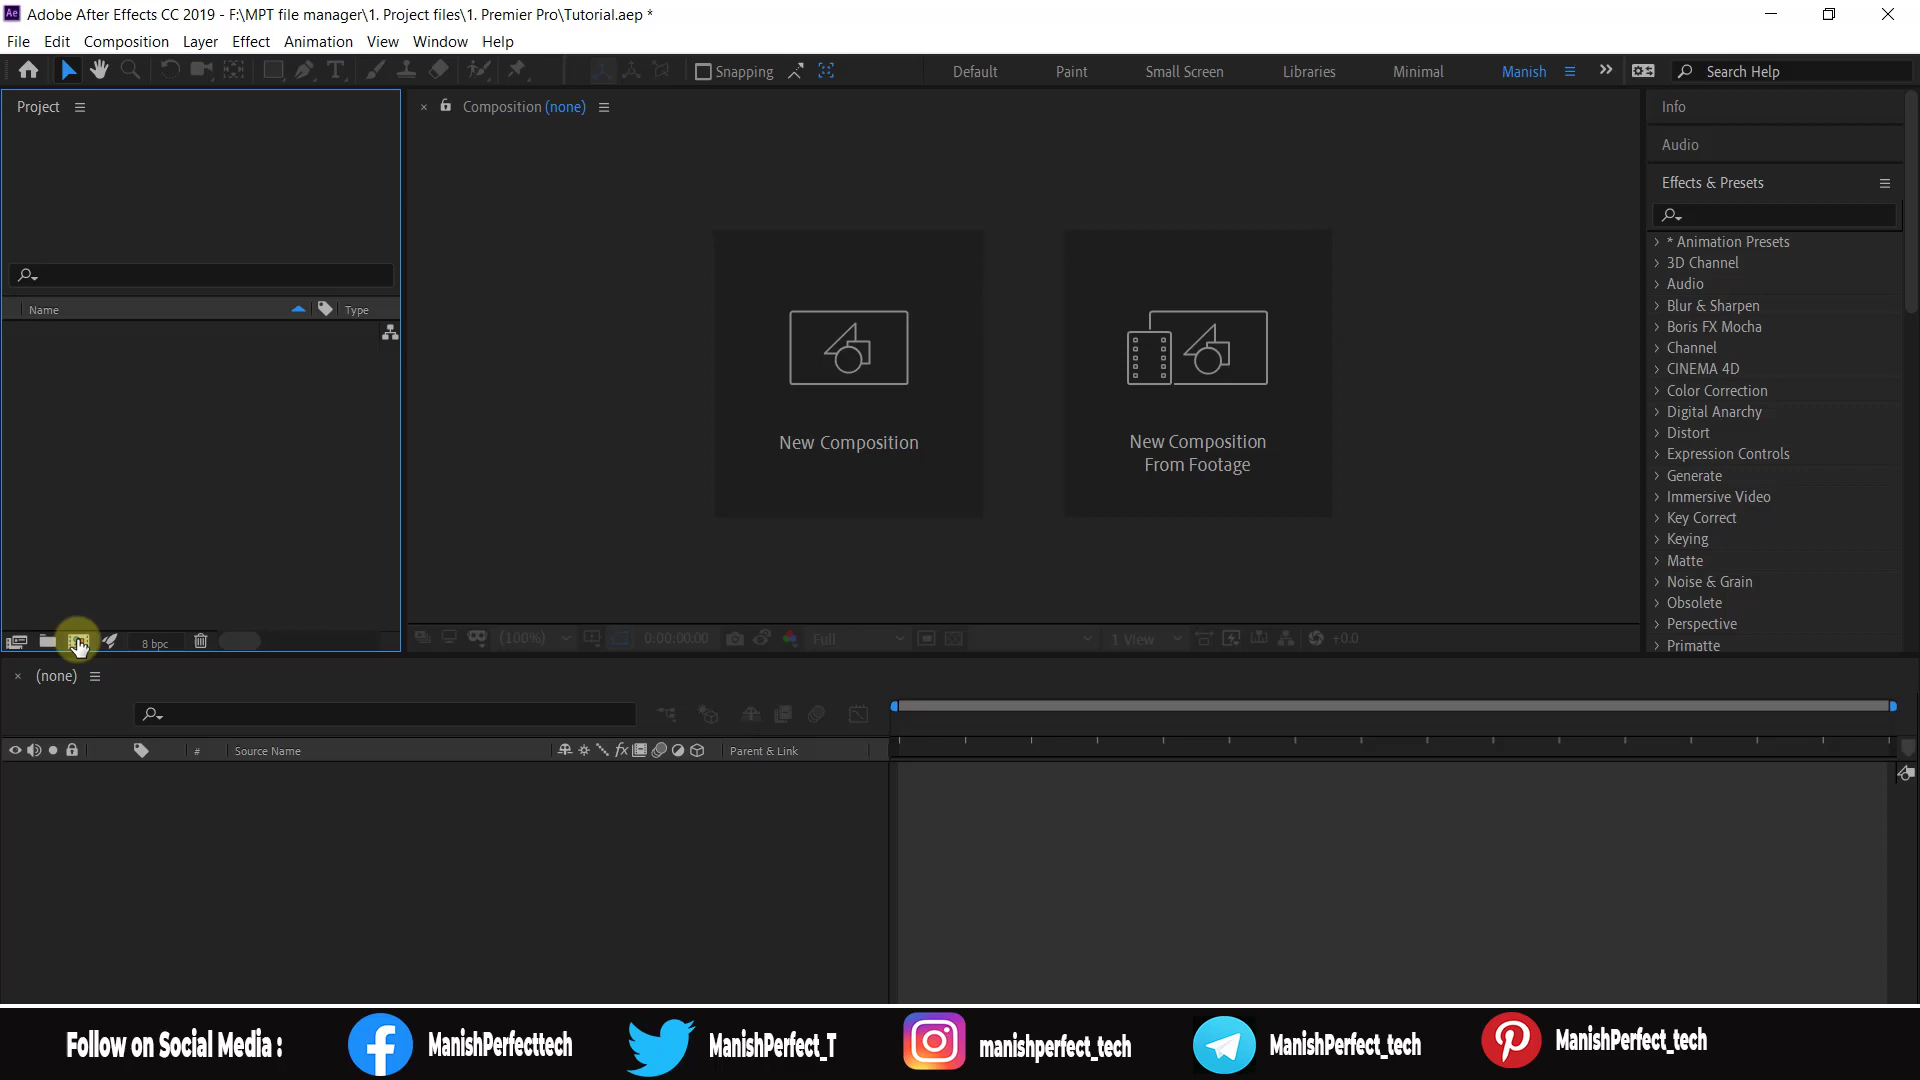 Adobe After Effects CC 2019 - F:\MPT file manager\1. Project files\1. Premier Pro\Tutorial.aep *
File Edit Composition Layer Effect Animation View Window Help
Snapping Default Paint Small Screen Libraries Minimal Manish Search Help
Project
Composition (none)
Info
Audio
Effects & Presets
* Animation Presets
3D Channel
Audio
Blur & Sharpen
Boris FX Mocha
Channel
CINEMA 4D
Color Correction
Digital Anarchy
Distort
Expression Controls
Generate
Immersive Video
Key Correct
Keying
Matte
Noise & Grain
Obsolete
Perspective
Primatte
Name Type
New Composition
New Composition
From Footage
8 bpc
(100%) 0:00:00:00 Full 1 View +0.0
(none)
# Source Name fx Parent & Link
Follow on Social Media : ManishPerfecttech ManishPerfect_T manishperfect_tech ManishPerfect_tech ManishPerfect_tech